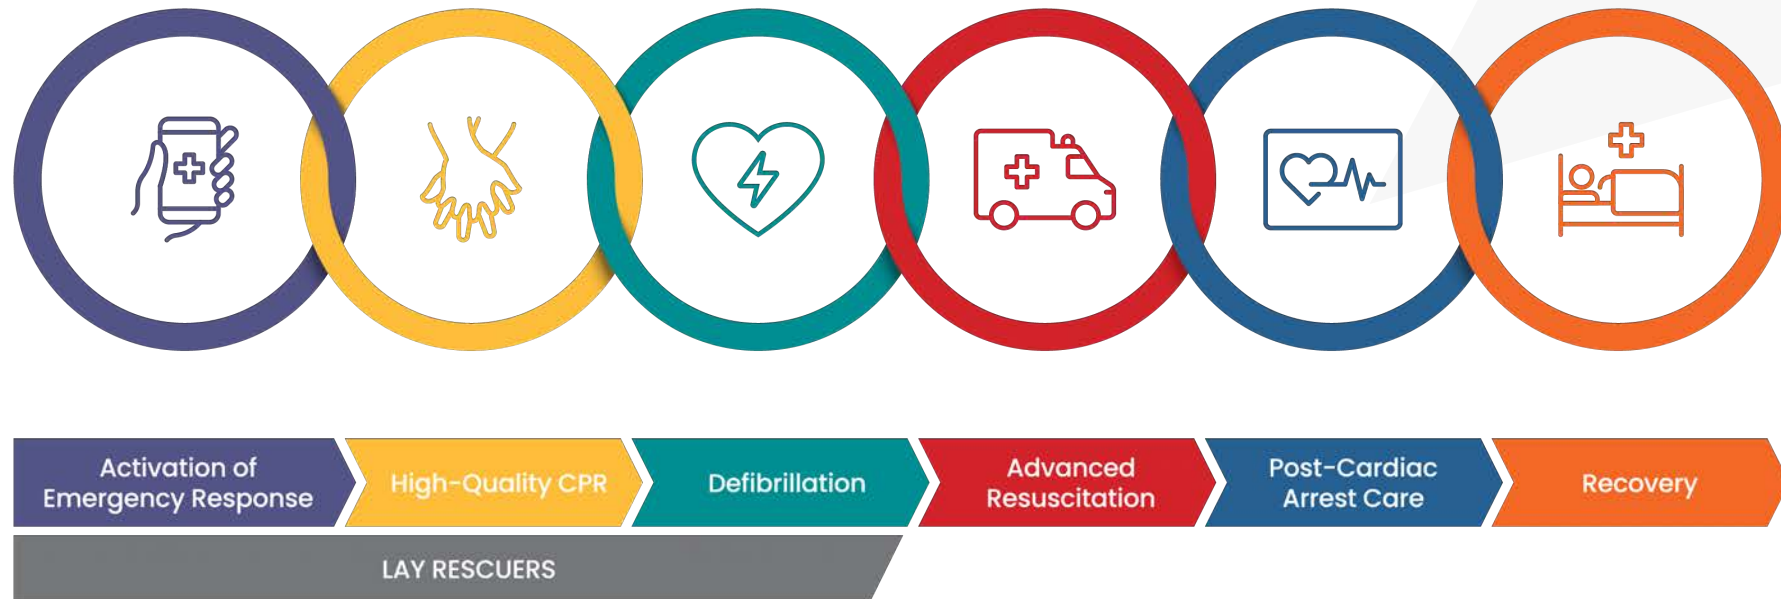 Activation of
Emergency Response
High-Quality CPR
Defibrillation
Advanced
Resuscitation
Post-Cardiac
Arrest Care
Recovery
LAY RESCUERS